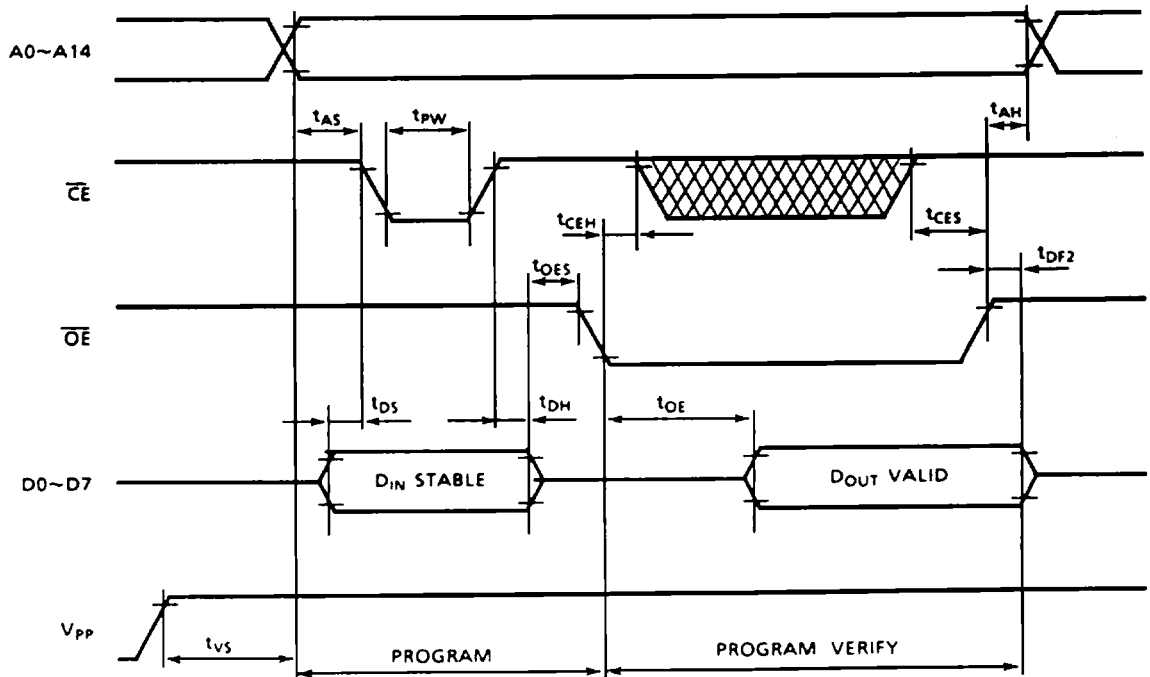 A0~A14
tAS
tPW
tAH
CE
tCEH
tCES
tOES
tDF2
OE
tDS
tDH
tOE
D0~D7
DIN STABLE
DOUT VALID
VPP
tVS
PROGRAM
PROGRAM VERIFY